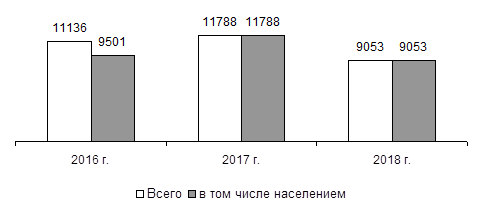 11788 11788
11136
9501
9053 9053
2016 г. 2017 г. 2018 г.
Всего в том числе населением